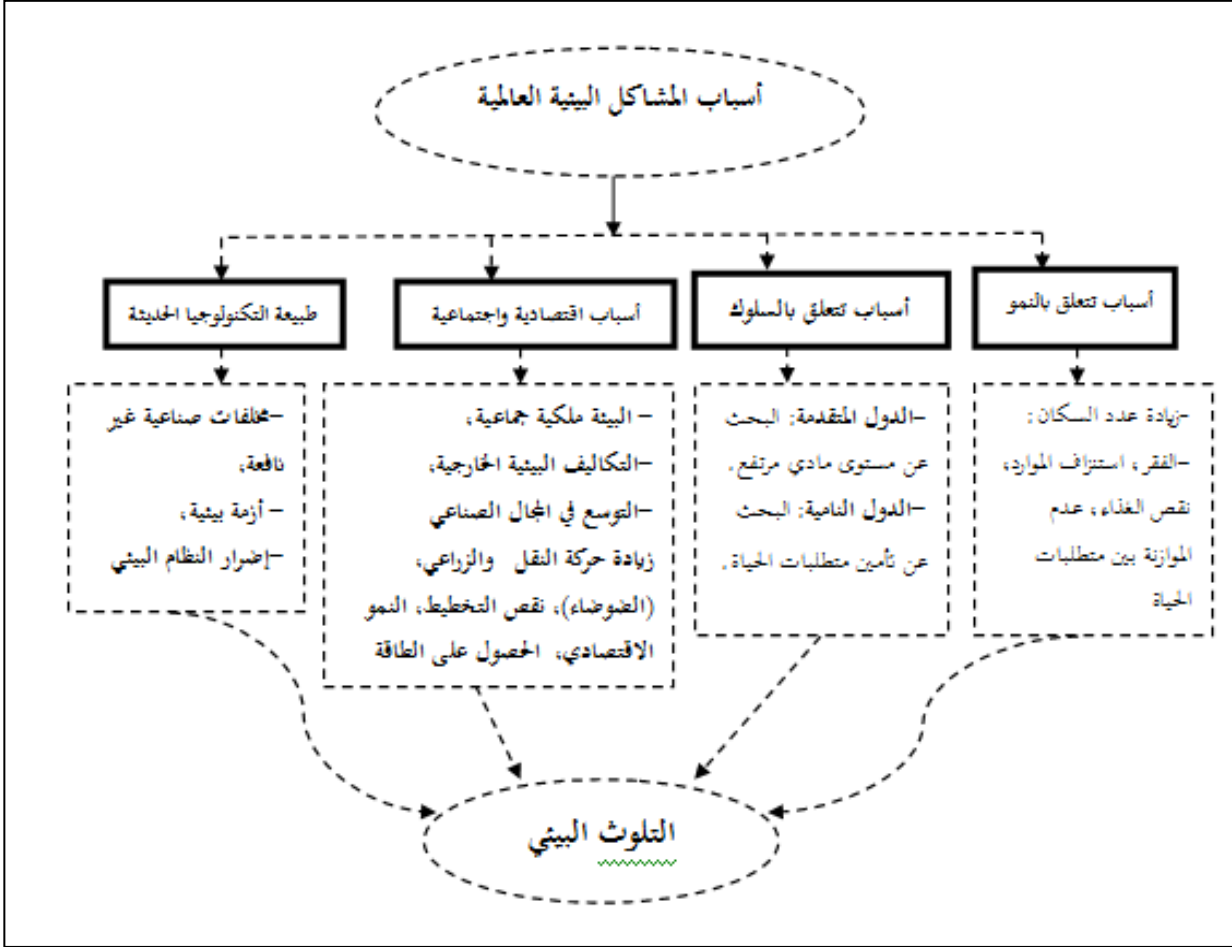 أسباب المشاكل البيئية العالمية
أسباب تتعلق بالنمو
أسباب تتعلق بالسلوك
أسباب اقتصادية واجتماعية
طبيعة التكنولوجيا الحديثة
-زيادة عدد السكان:
-الفقر، استنزاف الموارد،
نقص الغذاء، عدم
الموازنة بين متطلبات
الحياة
-الدول المتقدمة: البحث
عن مستوى مادي مرتفع.
-الدول النامية: البحث
عن تأمين متطلبات الحياة.
- البيئة ملكية جماعية،
-التكاليف البيئية الخارجية،
-التوسع في المجال الصناعي
زيادة حركة النقل والزراعي،
(الضوضاء)، نقص التخطيط، النمو
الاقتصادي، الحصول على الطاقة
-مخلفات صناعية غير
نافعة،
- أزمة بيئية،
-إضرار النظام البيئي
التلوث البيئي